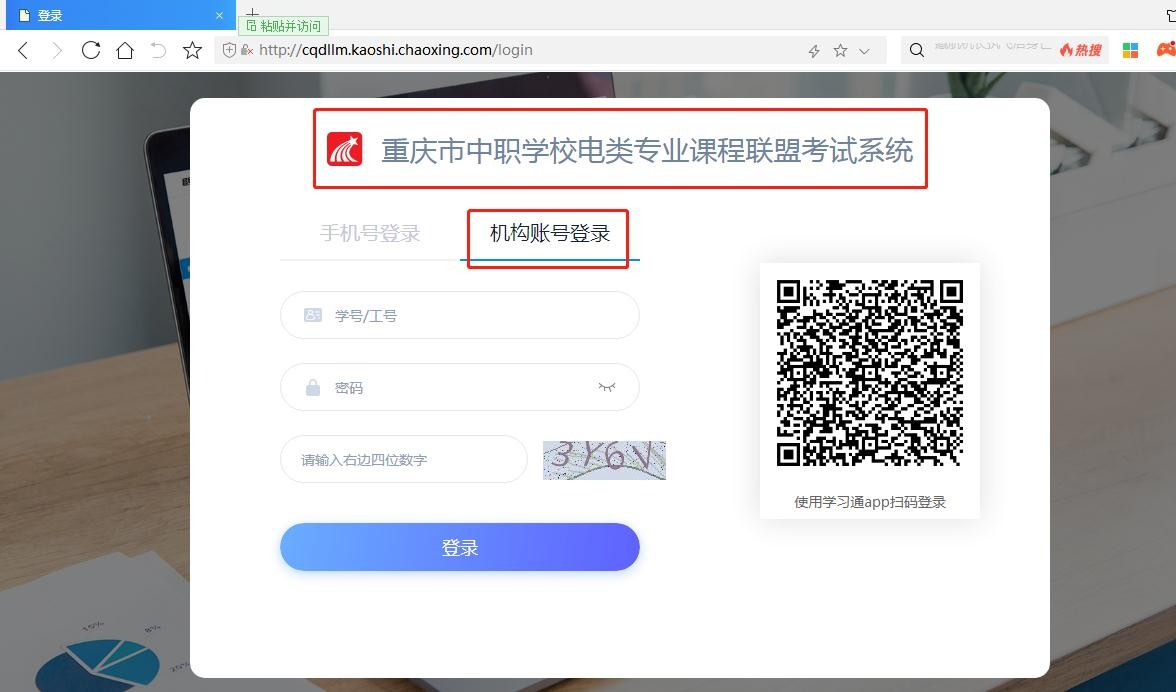 登录
粘贴并访问
http://cqdllm.kaoshi.chaoxing.com/login
热搜
重庆市中职学校电类专业课程联盟考试系统
手机号登录
机构账号登录
学号/工号
密码
请输入右边四位数字
3Y6V
登录
使用学习通app扫码登录
15%
8%
25%